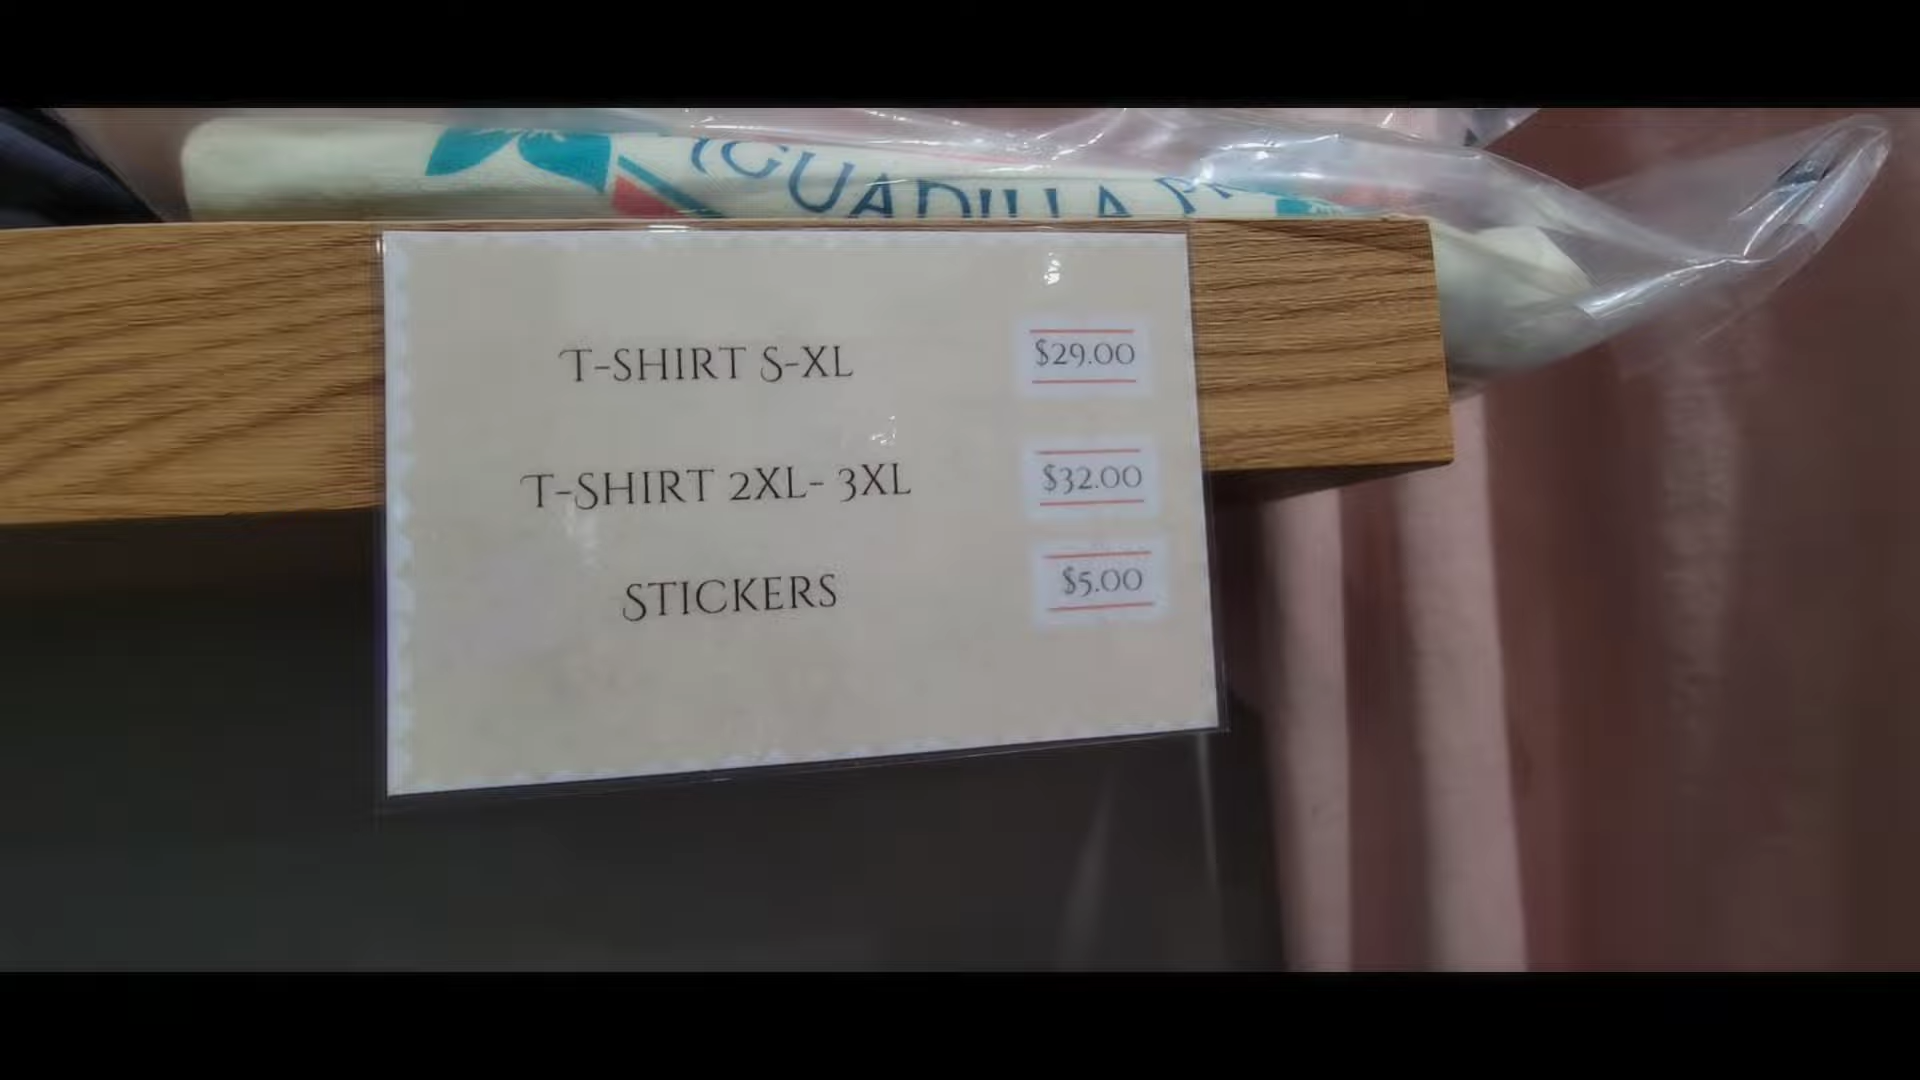 T-SHIRT S-XL $29.00
T-SHIRT 2XL- 3XL $32.00
STICKERS $5.00